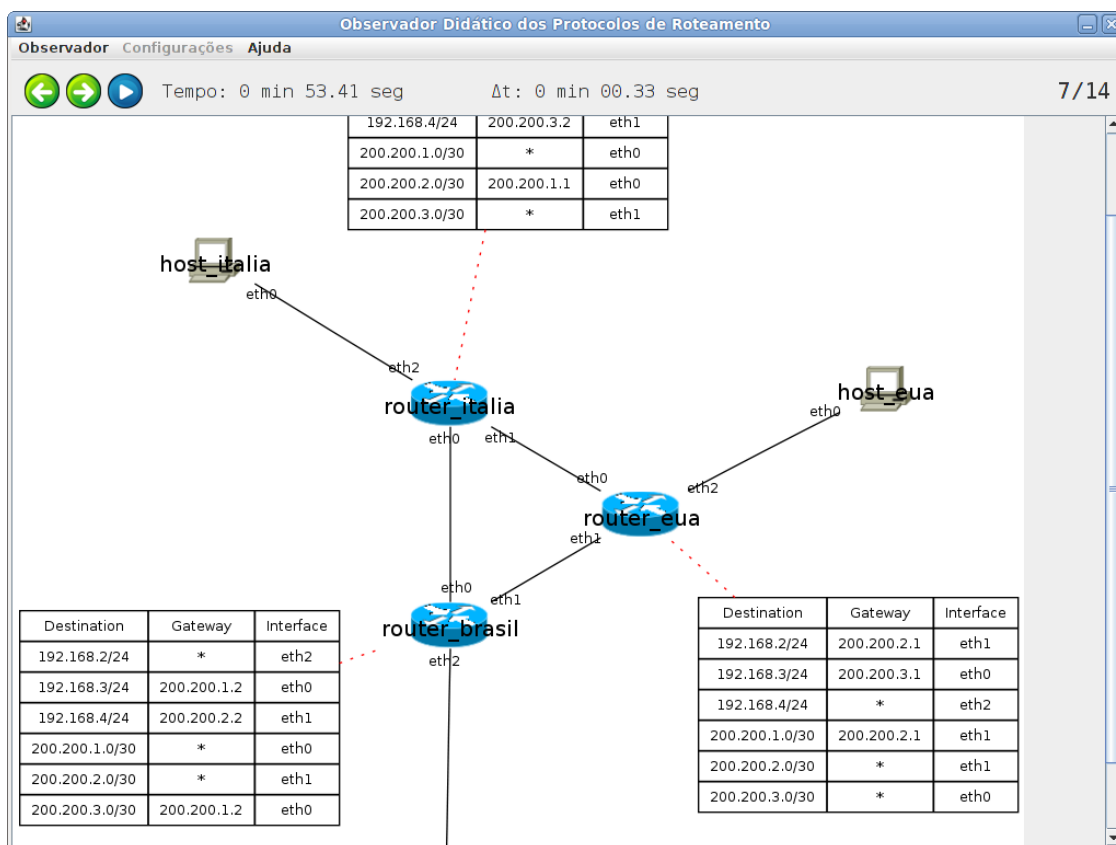 Observador Didático dos Protocolos de Roteamento
Observador Configurações Ajuda
Tempo: 0 min 53.41 seg Δt: 0 min 00.33 seg 7/14
192.168.4/24 200.200.3.2 eth1
200.200.1.0/30 * eth0
200.200.2.0/30 200.200.1.1 eth0
200.200.3.0/30 * eth1
host_italia
eth0
eth2
router_italia
eth0
eth1
host_eua
eth0
eth0
eth2
router_eua
eth1
eth0
eth1
router_brasil
eth2
Destination Gateway Interface
192.168.2/24 * eth2
192.168.3/24 200.200.1.2 eth0
192.168.4/24 200.200.2.2 eth1
200.200.1.0/30 * eth0
200.200.2.0/30 * eth1
200.200.3.0/30 200.200.1.2 eth0
Destination Gateway Interface
192.168.2/24 200.200.2.1 eth1
192.168.3/24 200.200.3.1 eth0
192.168.4/24 * eth2
200.200.1.0/30 200.200.2.1 eth1
200.200.2.0/30 * eth1
200.200.3.0/30 * eth0